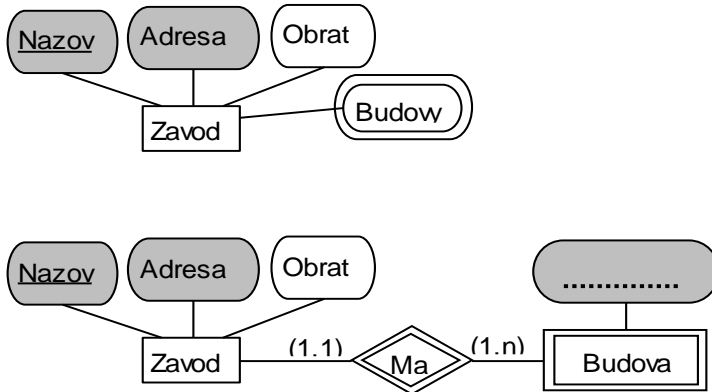 Nazov
Adresa
Obrat
Budovy
Zavod
Nazov
Adresa
Obrat
..............
Zavod
(1.1)
Ma
(1.n)
Budova